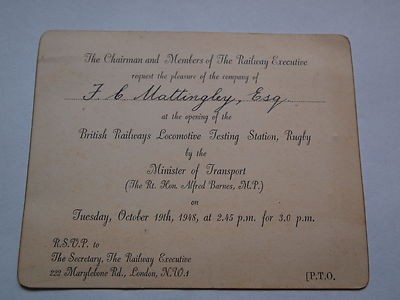 The Chairman and Members of The Railway Executive
request the pleasure of the company of
F C Mattingley, Esq
at the opening of the
British Railways Locomotive Testing Station, Rugby
by the
Minister of Transport
(The Rt. Hon. Alfred Barnes, M.P.)
on
Tuesday, October 19th, 1948, at 2.45 p.m. for 3.0 p.m.
R.S.V.P. to
The Secretary, The Railway Executive
222 Marylebone Rd., London, N.W.1
[P.T.O.